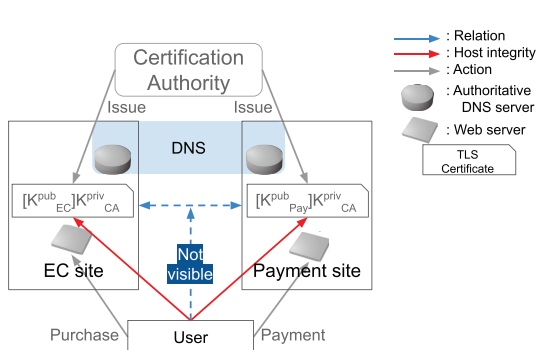 Certification
Authority
Issue
Issue
DNS
[K^pub_EC]K^priv_CA
[K^pub_Pay]K^priv_CA
Not
visible
EC site
Payment site
Purchase
User
Payment
: Relation
: Host integrity
: Action
: Authoritative
DNS server
: Web server
TLS
Certificate